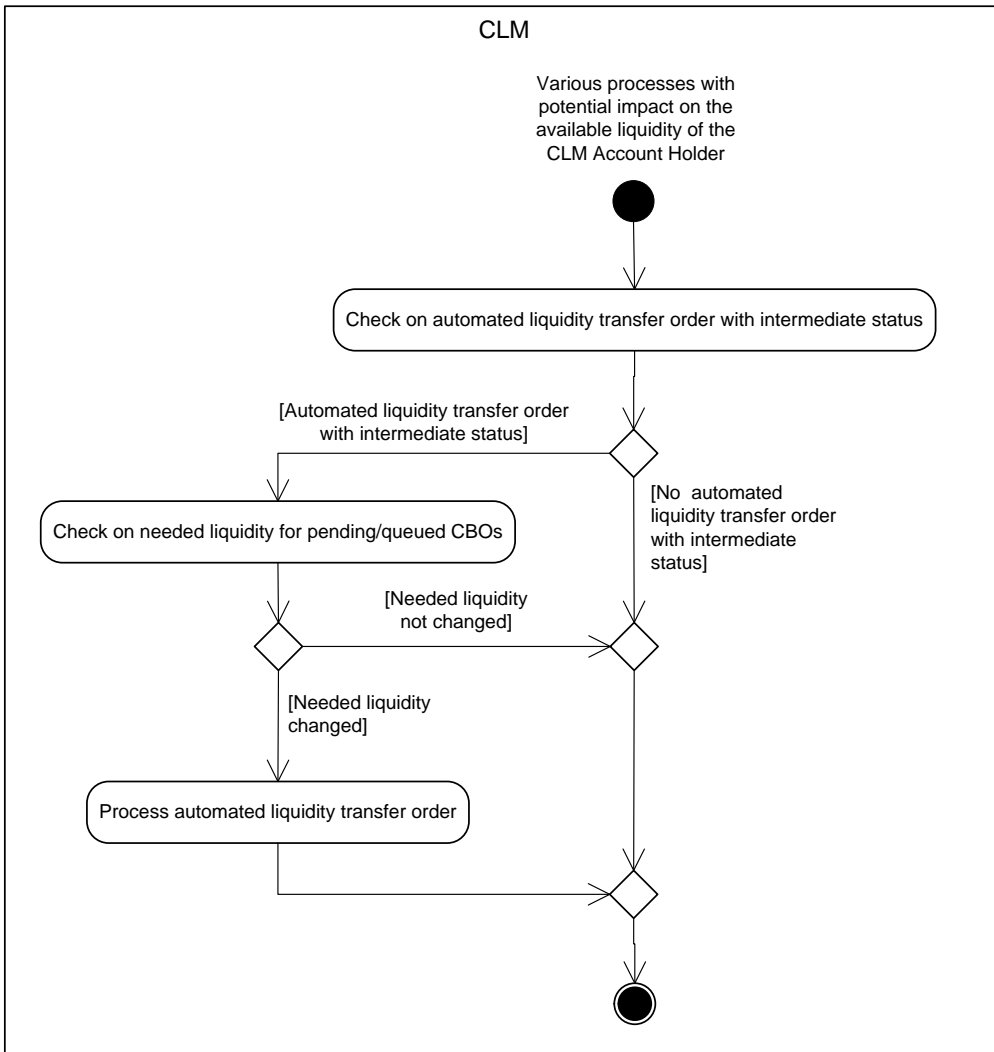 CLM
Various processes with
potential impact on the
available liquidity of the
CLM Account Holder
Check on automated liquidity transfer order with intermediate status
[Automated liquidity transfer order
with intermediate status]
[No  automated
liquidity transfer order
with intermediate
status]
Check on needed liquidity for pending/queued CBOs
[Needed liquidity
not changed]
[Needed liquidity
changed]
Process automated liquidity transfer order